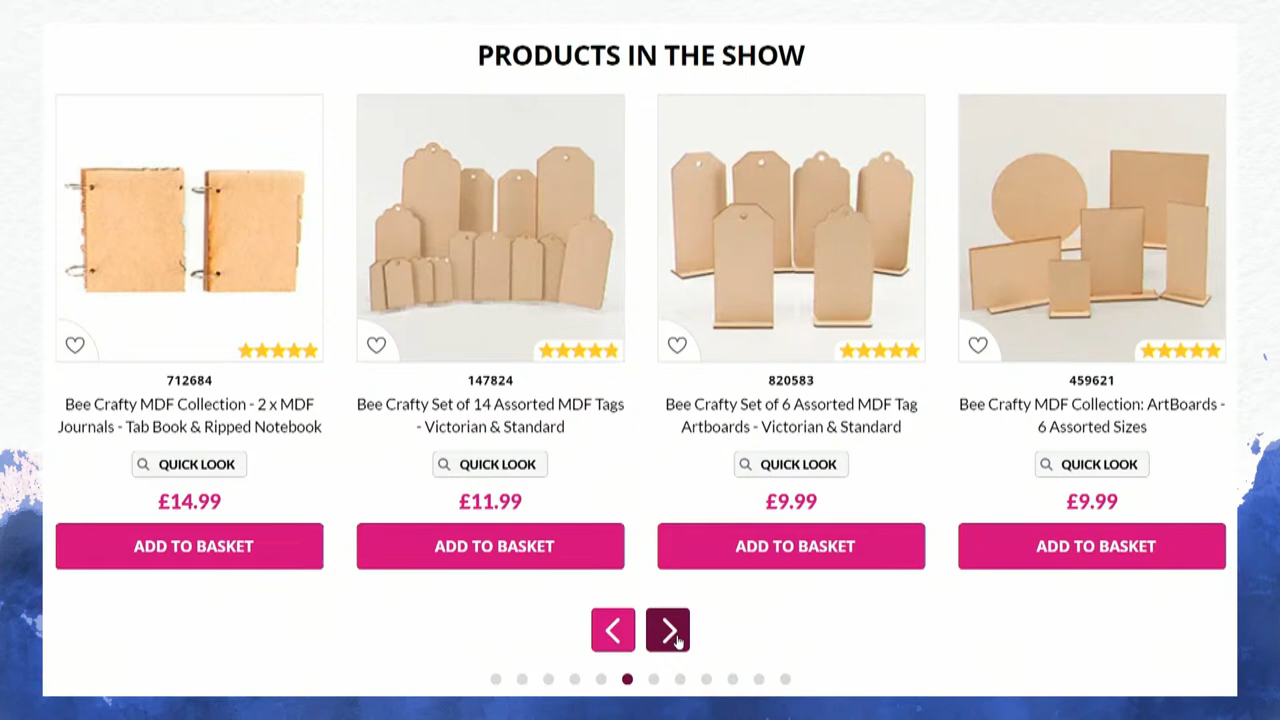 PRODUCTS IN THE SHOW
712684
Bee Crafty MDF Collection - 2 x MDF
Journals - Tab Book & Ripped Notebook
QUICK LOOK
£14.99
ADD TO BASKET
147824
Bee Crafty Set of 14 Assorted MDF Tags
- Victorian & Standard
QUICK LOOK
£11.99
ADD TO BASKET
820583
Bee Crafty Set of 6 Assorted MDF Tag
Artboards - Victorian & Standard
QUICK LOOK
£9.99
ADD TO BASKET
459621
Bee Crafty MDF Collection: ArtBoards -
6 Assorted Sizes
QUICK LOOK
£9.99
ADD TO BASKET